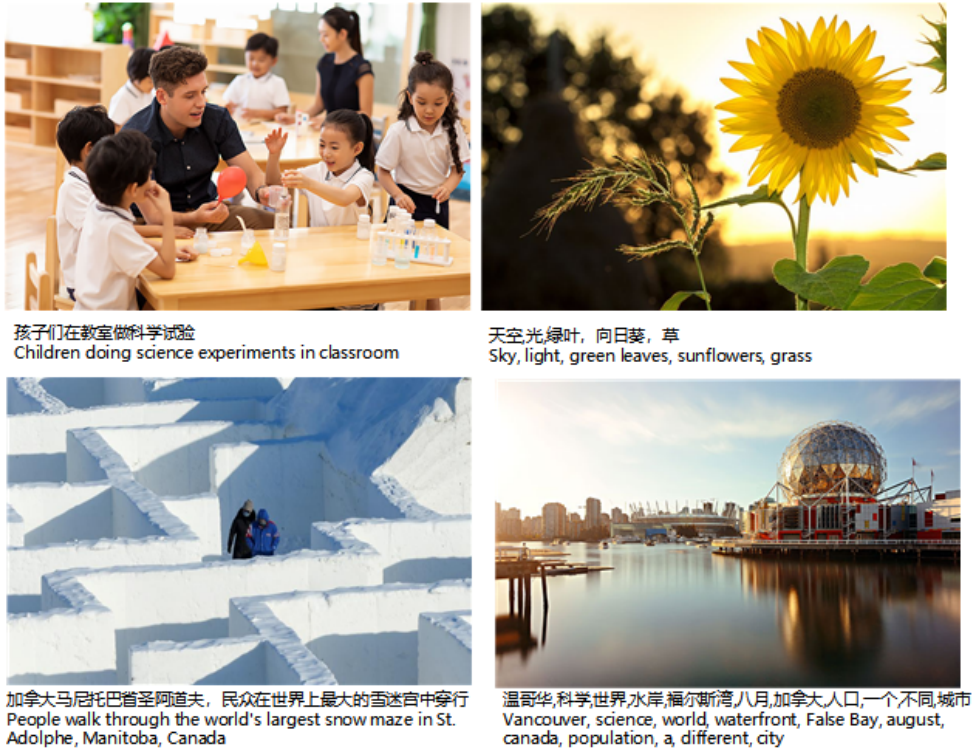 孩子们在教室做科学试验
Children doing science experiments in classroom
天空,光,绿叶，向日葵，草
Sky, light, green leaves, sunflowers, grass
加拿大马尼托巴首圣阿道夫，民众在世界上最大的雪迷宫中穿行
People walk through the world's largest snow maze in St.
Adolphe, Manitoba, Canada
温哥华,科学,世界,水岸,福尔斯湾,八月,加拿大,人口,一个,不同,城市
Vancouver, science, world, waterfront, False Bay, august,
canada, population, a, different, city